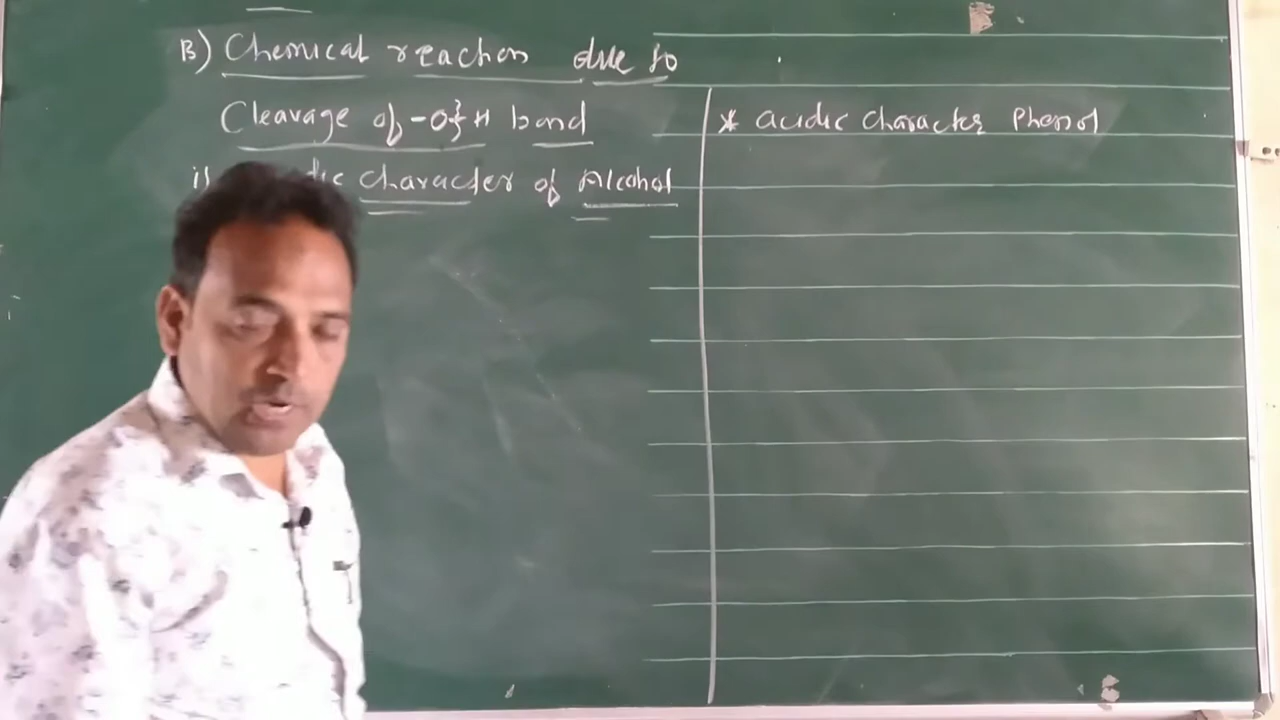 B) Chemical reaction due to
Cleavage of -O}H bond
character of Alcohol
* acidic character Phenol